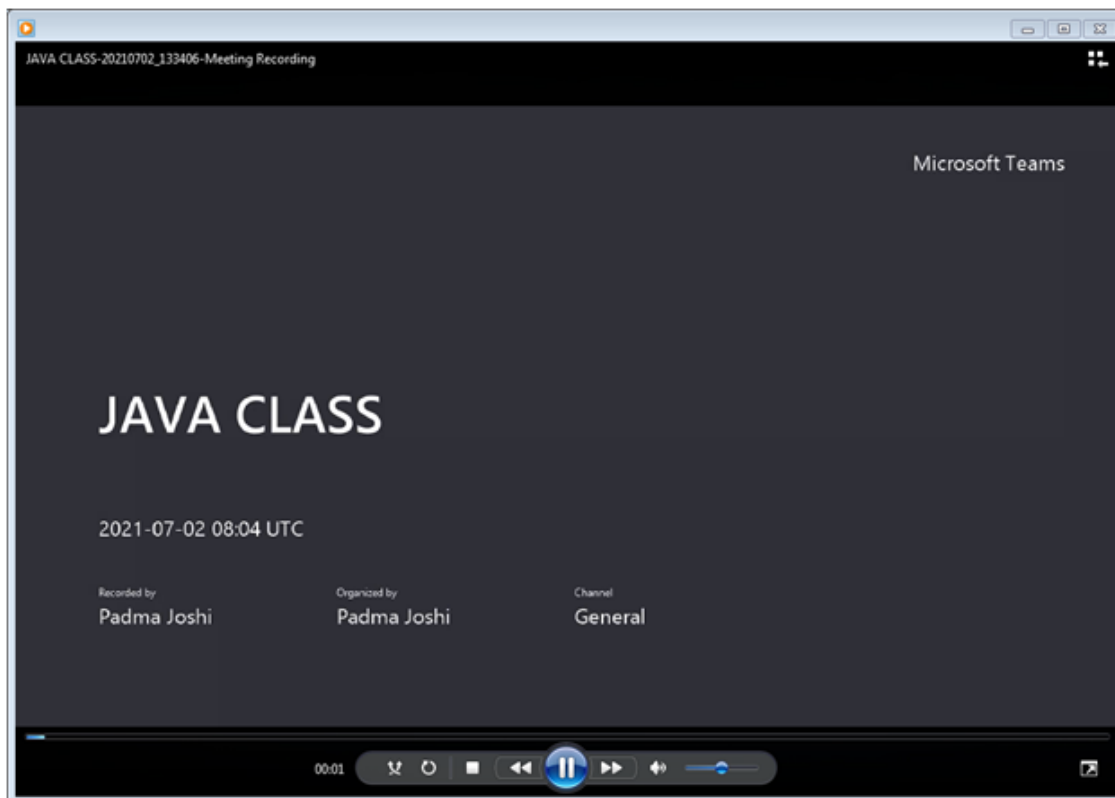 JAVA CLASS-20210702_133406-Meeting Recording
Microsoft Teams
JAVA CLASS
2021-07-02 08:04 UTC
Recorded by Organized by Channel
Padma Joshi Padma Joshi General
00:01